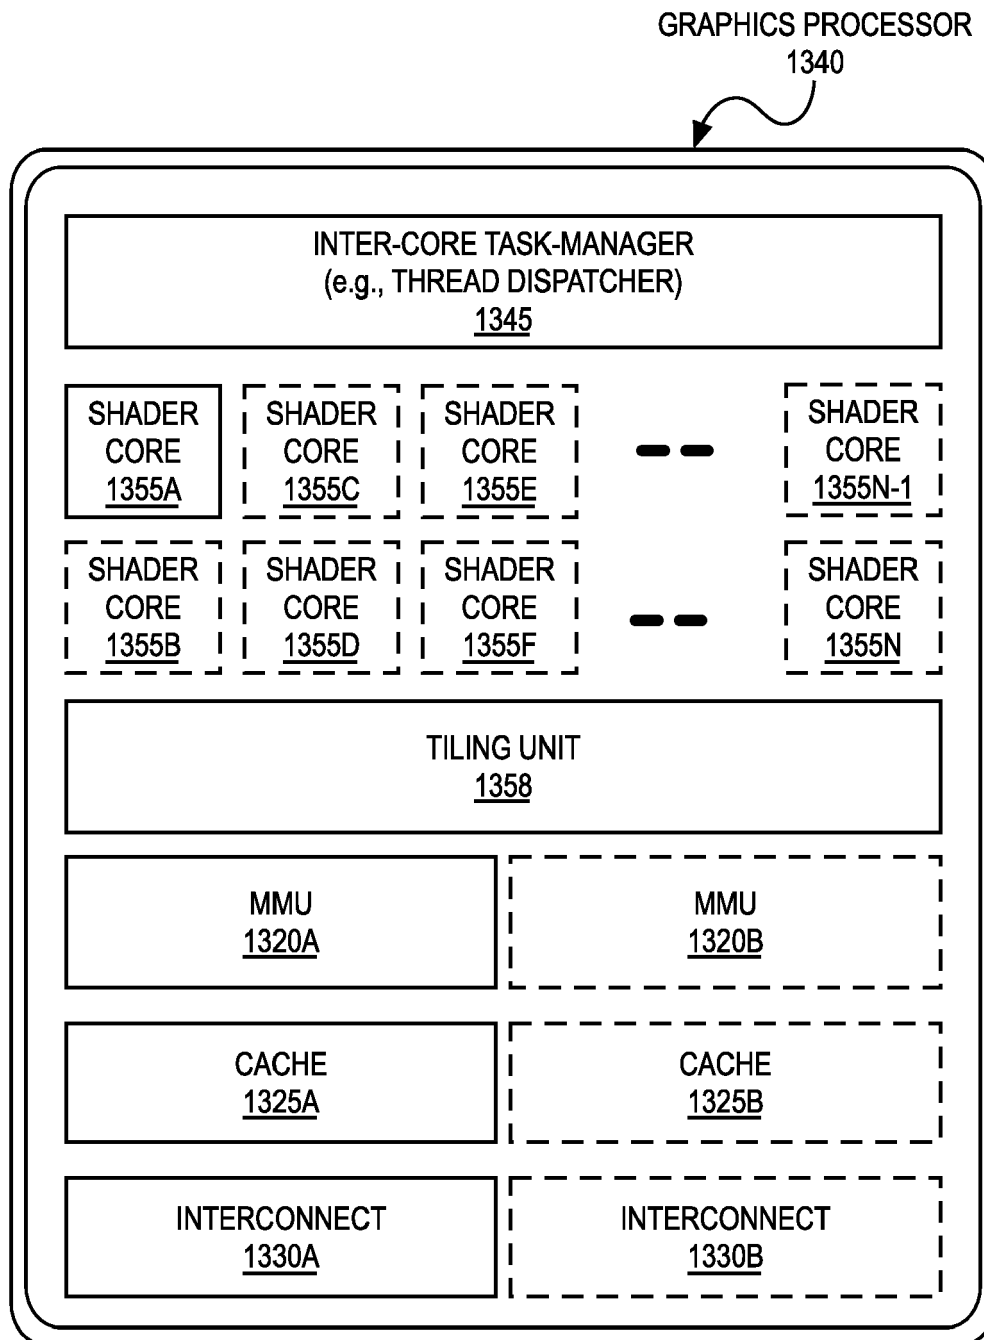 GRAPHICS PROCESSOR
1340
INTER-CORE TASK-MANAGER
(e.g., THREAD DISPATCHER)
1345
SHADER
CORE
1355A
SHADER
CORE
1355C
SHADER
CORE
1355E
SHADER
CORE
1355N-1
SHADER
CORE
1355B
SHADER
CORE
1355D
SHADER
CORE
1355F
SHADER
CORE
1355N
TILING UNIT
1358
MMU
1320A
MMU
1320B
CACHE
1325A
CACHE
1325B
INTERCONNECT
1330A
INTERCONNECT
1330B